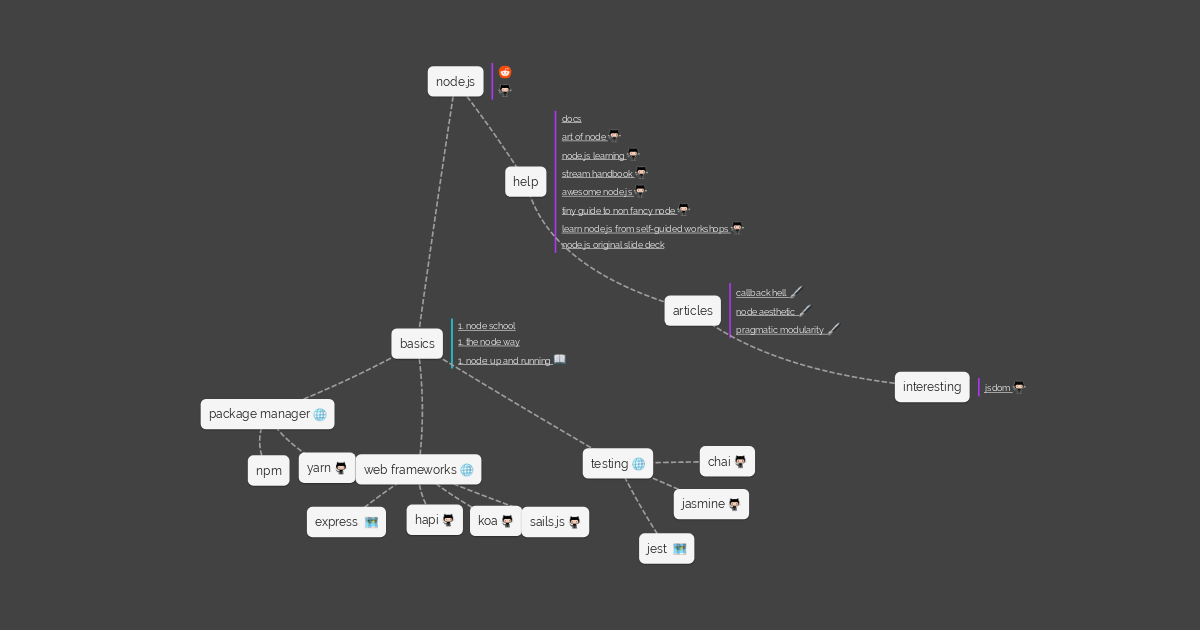 node.js
docs
art of node
node.js learning
help
stream handbook
awesome node.js
tiny guide to non fancy node
learn node.js from self-guided workshops
node.js original slide deck
callback hell
articles
node aesthetic
pragmatic modularity
1. node school
basics
1. the node way
1. node: up and running
interesting
jsdom
package manager
npm
yarn
web frameworks
testing
chai
jasmine
express
hapi
koa
sails.js
jest